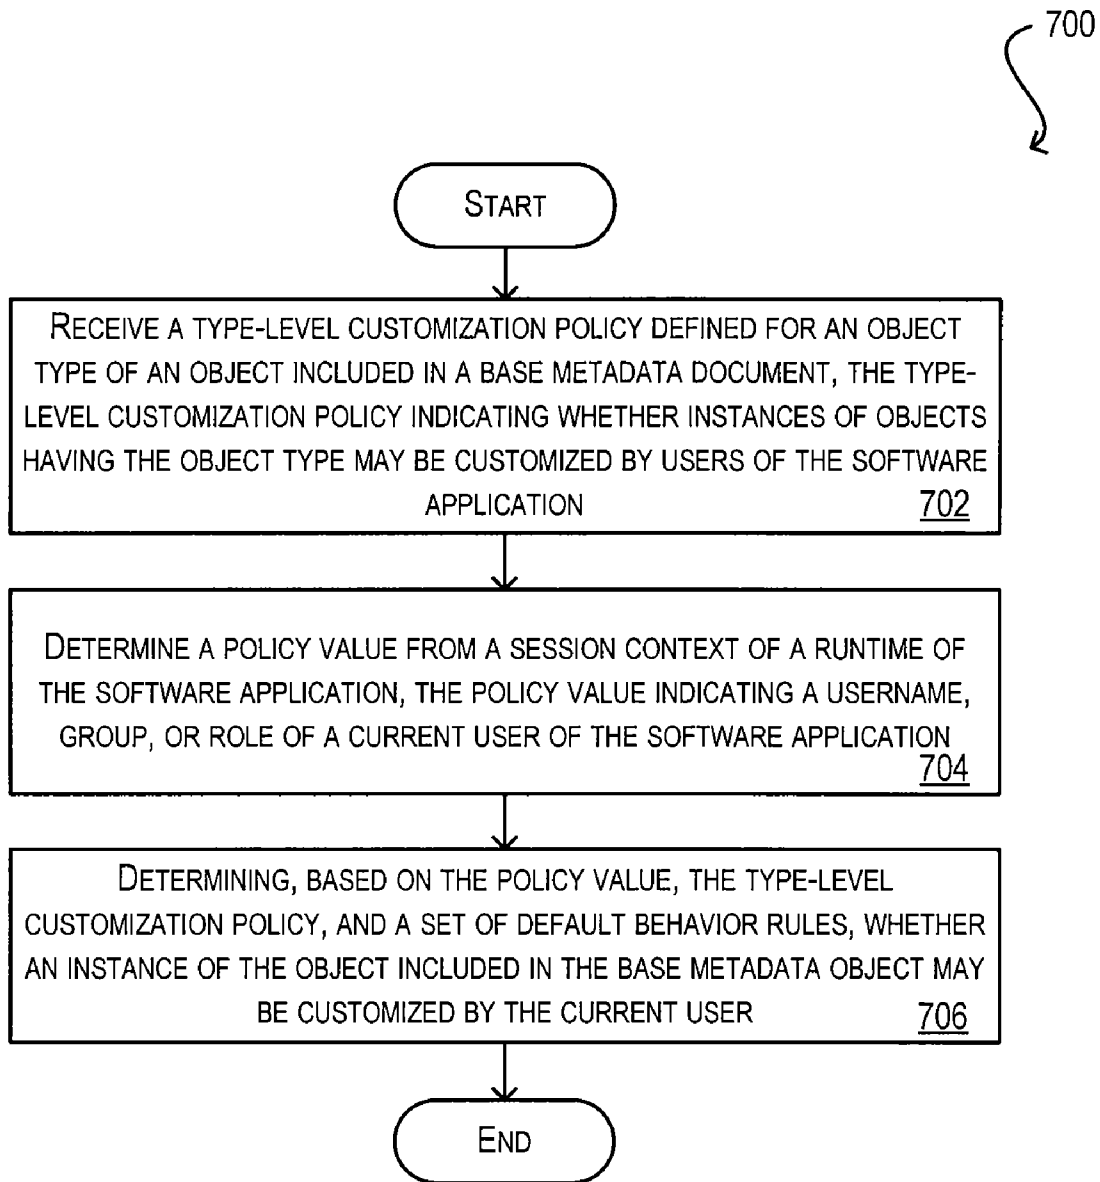 700
START
RECEIVE A TYPE-LEVEL CUSTOMIZATION POLICY DEFINED FOR AN OBJECT
TYPE OF AN OBJECT INCLUDED IN A BASE METADATA DOCUMENT, THE TYPE-
LEVEL CUSTOMIZATION POLICY INDICATING WHETHER INSTANCES OF OBJECTS
HAVING THE OBJECT TYPE MAY BE CUSTOMIZED BY USERS OF THE SOFTWARE
APPLICATION 702
DETERMINE A POLICY VALUE FROM A SESSION CONTEXT OF A RUNTIME OF
THE SOFTWARE APPLICATION, THE POLICY VALUE INDICATING A USERNAME,
GROUP, OR ROLE OF A CURRENT USER OF THE SOFTWARE APPLICATION
704
DETERMINING, BASED ON THE POLICY VALUE, THE TYPE-LEVEL
CUSTOMIZATION POLICY, AND A SET OF DEFAULT BEHAVIOR RULES, WHETHER
AN INSTANCE OF THE OBJECT INCLUDED IN THE BASE METADATA OBJECT MAY
BE CUSTOMIZED BY THE CURRENT USER 706
END